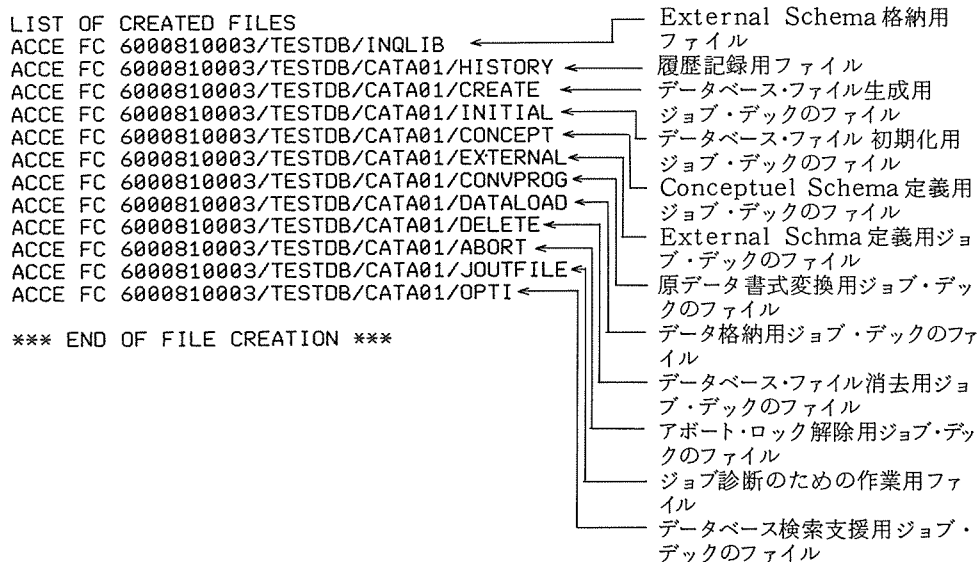 LIST OF CREATED FILES
ACCE FC 6000810003/TESTDB/INQLIB
ACCE FC 6000810003/TESTDB/CATA01/HISTORY
ACCE FC 6000810003/TESTDB/CATA01/CREATE
ACCE FC 6000810003/TESTDB/CATA01/INITIAL
ACCE FC 6000810003/TESTDB/CATA01/CONCEPT
ACCE FC 6000810003/TESTDB/CATA01/EXTERNAL
ACCE FC 6000810003/TESTDB/CATA01/CONVPROG
ACCE FC 6000810003/TESTDB/CATA01/DATALOAD
ACCE FC 6000810003/TESTDB/CATA01/DELETE
ACCE FC 6000810003/TESTDB/CATA01/ABORT
ACCE FC 6000810003/TESTDB/CATA01/JOUTFILE
ACCE FC 6000810003/TESTDB/CATA01/OPTI
*** END OF FILE CREATION ***
External Schema 格納用
ファイル
履歴記録用ファイル
データベース・ファイル生成用
ジョブ・デックのファイル
データベース・ファイル 初期化用
ジョブ・デックのファイル
Conceptuel Schema 定義用
ジョブ・デックのファイル
External Schma 定義用ジョ
ブ・デックのファイル
原データ書式変換用ジョブ・デッ
クのファイル
データ格納用ジョブ・デックのファ
イル
データベース・ファイル消去用ジョ
ブ・デックのファイル
アボート・ロック解除用ジョブ・デッ
クのファイル
ジョブ診断のための作業用ファ
イル
データベース検索支援用ジョブ・
デックのファイル